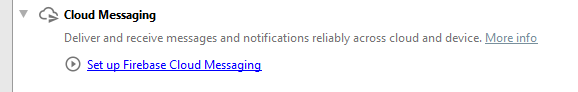 Cloud Messaging
Deliver and receive messages and notifications reliably across cloud and device. More info
Set up Firebase Cloud Messaging